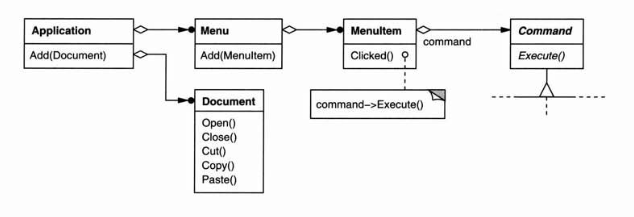 Application
Add(Document)
Menu
Add(MenuItem)
MenuItem
Clicked()
command
Command
Execute()
command->Execute()
Document
Open()
Close()
Cut()
Copy()
Paste()